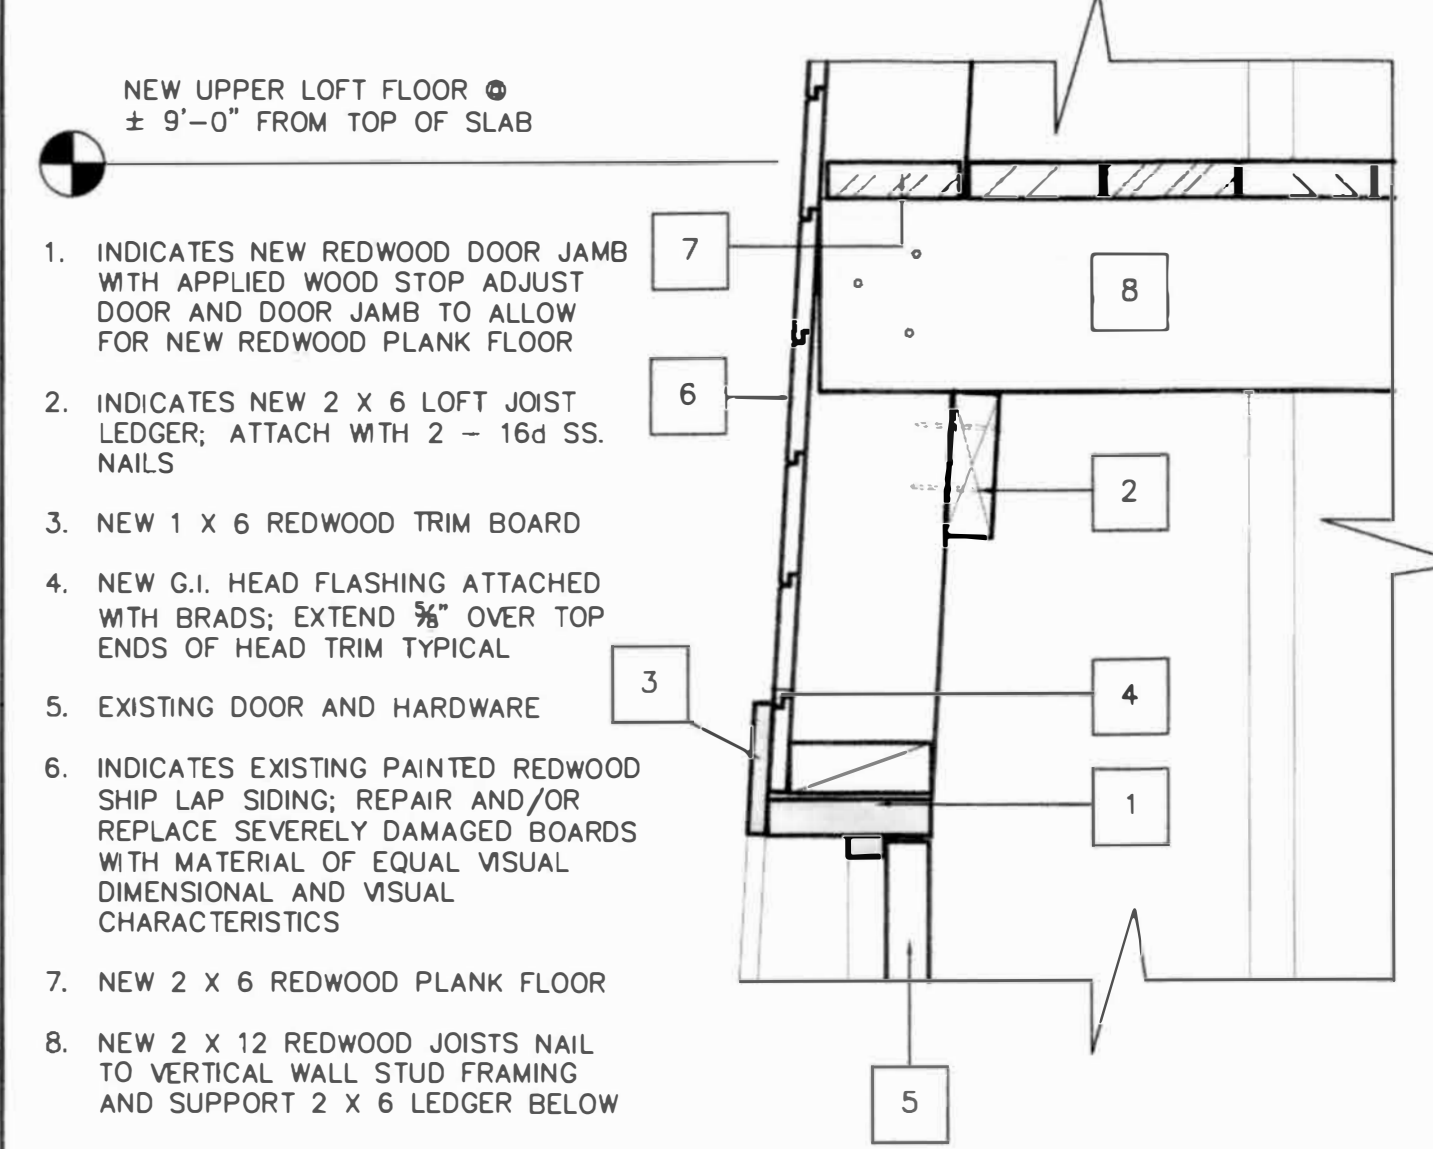 NEW UPPER LOFT FLOOR @
± 9'-0" FROM TOP OF SLAB
1. INDICATES NEW REDWOOD DOOR JAMB
WITH APPLIED WOOD STOP ADJUST
DOOR AND DOOR JAMB TO ALLOW
FOR NEW REDWOOD PLANK FLOOR
2. INDICATES NEW 2 X 6 LOFT JOIST
LEDGER; ATTACH WITH 2 - 16d SS.
NAILS
3. NEW 1 X 6 REDWOOD TRIM BOARD
4. NEW G.I. HEAD FLASHING ATTACHED
WITH BRADS; EXTEND ⅝" OVER TOP
ENDS OF HEAD TRIM TYPICAL
5. EXISTING DOOR AND HARDWARE
6. INDICATES EXISTING PAINTED REDWOOD
SHIP LAP SIDING; REPAIR AND/OR
REPLACE SEVERELY DAMAGED BOARDS
WITH MATERIAL OF EQUAL VISUAL
DIMENSIONAL AND VISUAL
CHARACTERISTICS
7. NEW 2 X 6 REDWOOD PLANK FLOOR
8. NEW 2 X 12 REDWOOD JOISTS NAIL
TO VERTICAL WALL STUD FRAMING
AND SUPPORT 2 X 6 LEDGER BELOW
7
8
6
2
3
4
1
5